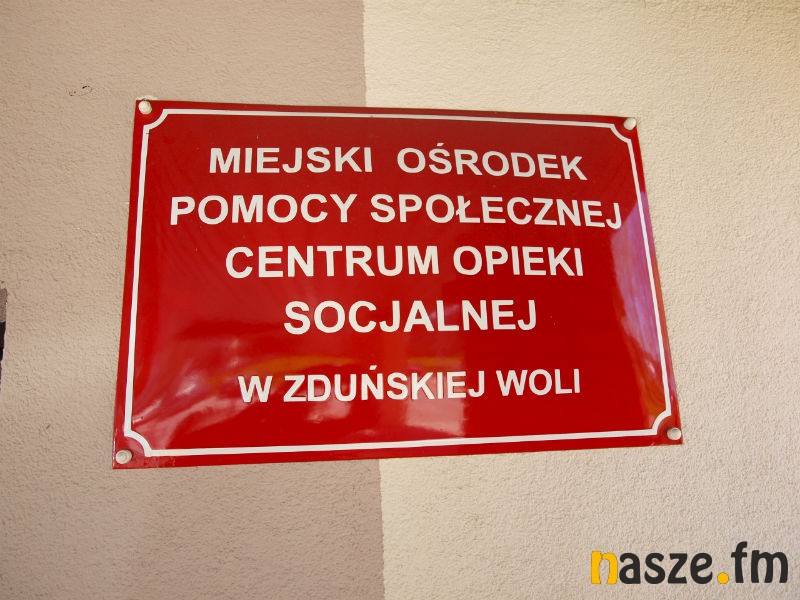 MIEJSKI OŚRODEK
POMOCY SPOŁECZNEJ
CENTRUM OPIEKI
SOCJALNEJ
W ZDUŃSKIEJ WOLI
nasze.fm